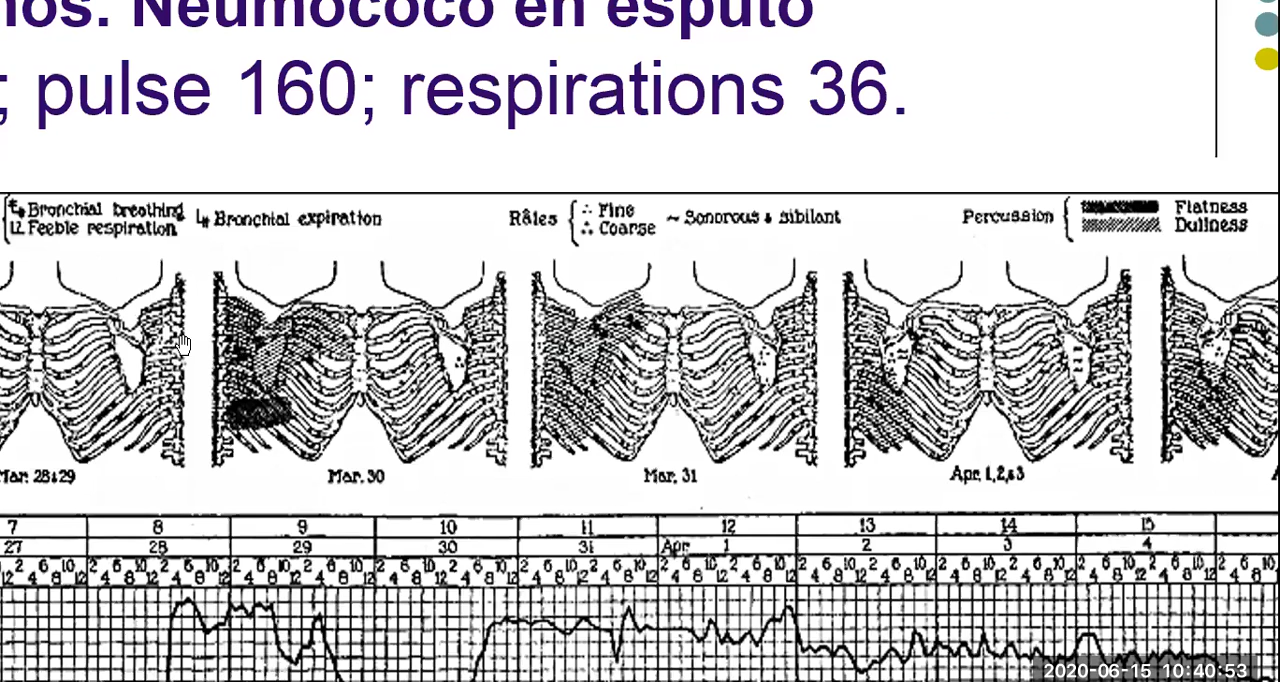 nos. Neumococo en esputo
; pulse 160; respirations 36.
Bronchial breathing
Feeble respiration
Bronchial expiration
Râles
Fine
Coarse
~ Sonorous & sibilant
Percussion
Flatness
Dullness
Mar. 28&29
Mar. 30
Mar. 31
Apr. 1,2,&3
7 8 9 10 11 12 13 14 15
27 28 29 30 31 Apr. 1 2 3 4
2020-06-15 10:40:53